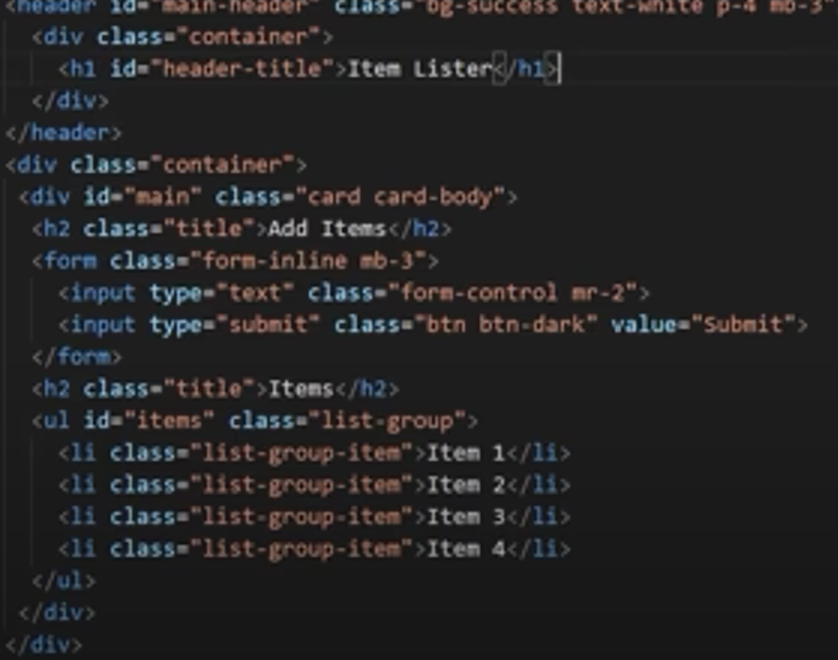 <header id="main-header" class="bg-success text-white p-4 mb-3"
<div class="container">
<h1 id="header-title">Item Lister</h1>
</div>
</header>
<div class="container">
<div id="main" class="card card-body">
<h2 class="title">Add Items</h2>
<form class="form-inline mb-3">
<input type="text" class="form-control mr-2">
<input type="submit" class="btn btn-dark" value="Submit">
</form>
<h2 class="title">Items</h2>
<ul id="items" class="list-group">
<li class="list-group-item">Item 1</li>
<li class="list-group-item">Item 2</li>
<li class="list-group-item">Item 3</li>
<li class="list-group-item">Item 4</li>
</ul>
</div>
</div>